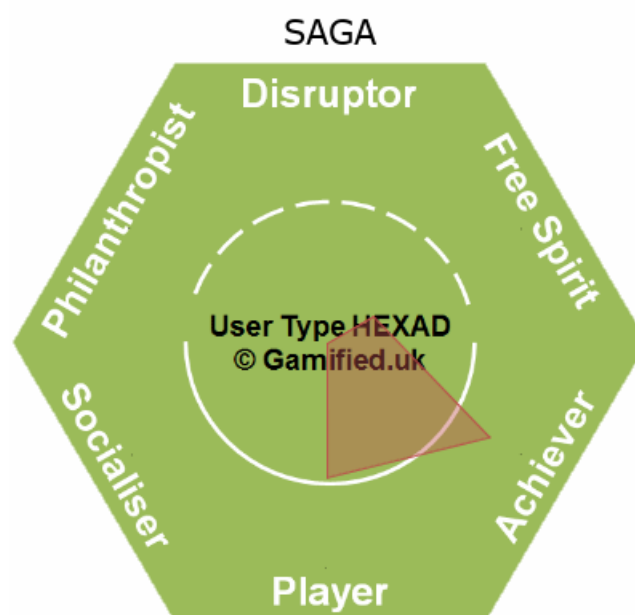 SAGA
Disruptor
Philanthropist
Free Spirit
User Type HEXAD
© Gamified.uk
Socialiser
Achiever
Player